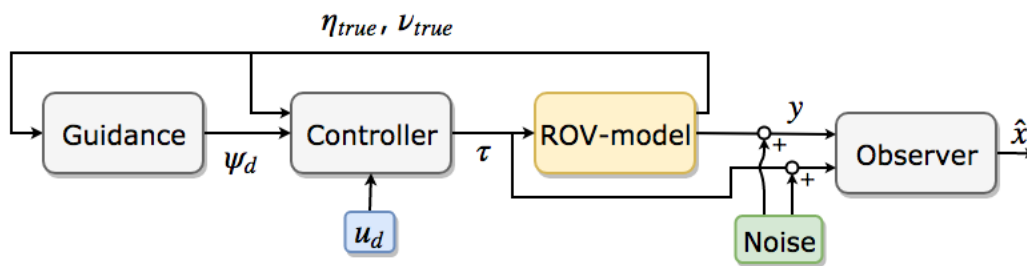 η_true, ν_true
Guidance
ψ_d
Controller
τ
ROV-model
y
+
+
Observer
x̂
u_d
Noise